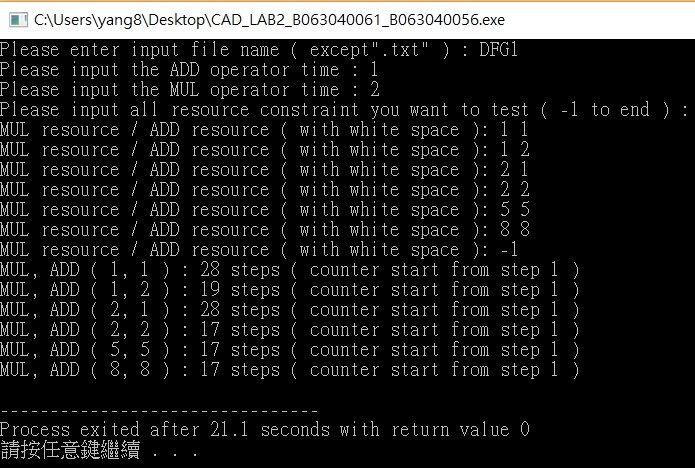 C:\Users\yang8\Desktop\CAD_LAB2_B063040061_B063040056.exe
Please enter input file name ( except".txt" ) : DFG1
Please input the ADD operator time : 1
Please input the MUL operator time : 2
Please input all resource constraint you want to test ( -1 to end ) :
MUL resource / ADD resource ( with white space ): 1 1
MUL resource / ADD resource ( with white space ): 1 2
MUL resource / ADD resource ( with white space ): 2 1
MUL resource / ADD resource ( with white space ): 2 2
MUL resource / ADD resource ( with white space ): 5 5
MUL resource / ADD resource ( with white space ): 8 8
MUL resource / ADD resource ( with white space ): -1
MUL, ADD ( 1, 1 ) : 28 steps ( counter start from step 1 )
MUL, ADD ( 1, 2 ) : 19 steps ( counter start from step 1 )
MUL, ADD ( 2, 1 ) : 28 steps ( counter start from step 1 )
MUL, ADD ( 2, 2 ) : 17 steps ( counter start from step 1 )
MUL, ADD ( 5, 5 ) : 17 steps ( counter start from step 1 )
MUL, ADD ( 8, 8 ) : 17 steps ( counter start from step 1 )
--------------------------------
Process exited after 21.1 seconds with return value 0
請按任意鍵繼續 . . .